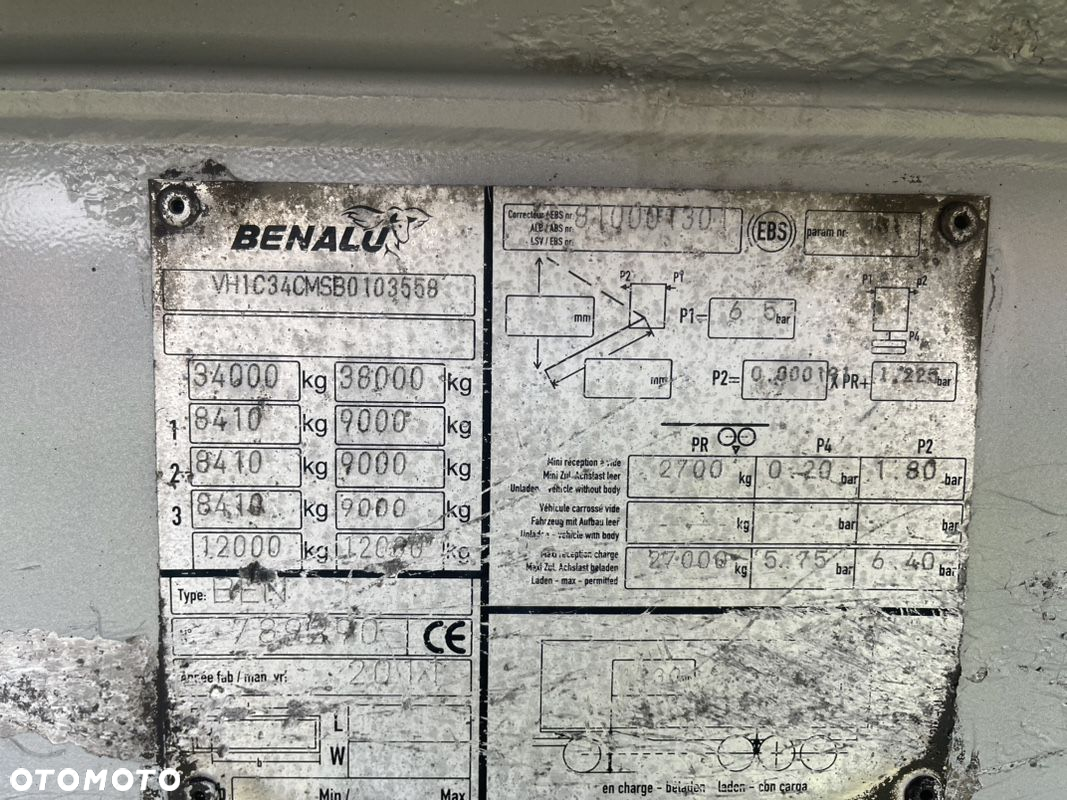 BENALU
VH1C34CMSB0103558
34000 kg 38000 kg
1 8410 kg 9000 kg
2 8410 kg 9000 kg
3 8410 kg 9000 kg
12000 kg 12000 kg
Type: BEN
CE
Année fab / man. yr:
L
W
b
Min / Max
Correcteur / EBS nr.
ALB / ABS nr.
LSV / EBS nr.
EBS
param nr.
P2 P1
mm
P1= 6 5 bar
P1 p2
P4
mm
P2= x PR+ 1.225 bar
PR P4 P2
Mini réception à vide
Mini Zul. Achslast leer
Unladen - vehicle without body
2700 kg 0.20 bar 1.80 bar
Véhicule carrossé vide
Fahrzeug mit Aufbau leer
Unladen - vehicle with body
kg bar bar
Maxi réception charge
Maxi Zul. Achslast beladen
Laden - max - permitted
27000 kg 5.75 bar 6.40 bar
en charge - beladen laden - con carga
OTOMOTO